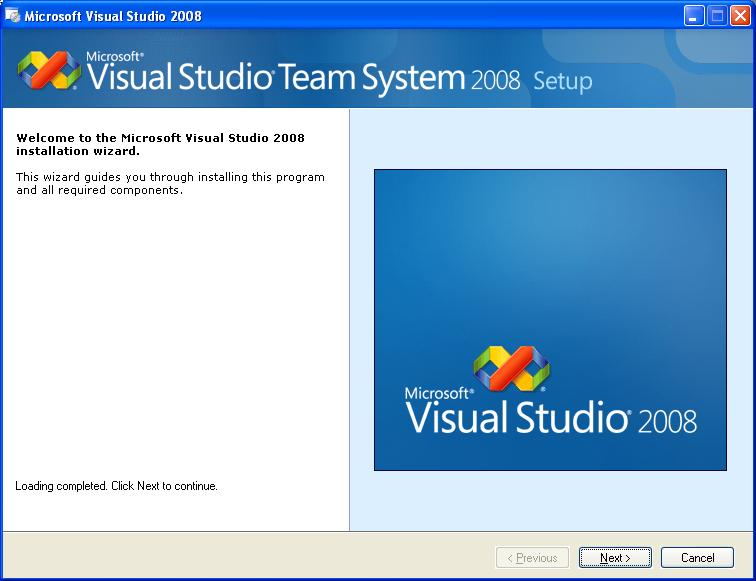 Microsoft Visual Studio 2008
Microsoft®
Visual Studio® Team System 2008 Setup
Welcome to the Microsoft Visual Studio 2008
installation wizard.
This wizard guides you through installing this program
and all required components.
Microsoft®
Visual Studio® 2008
Loading completed. Click Next to continue.
< Previous
Next >
Cancel